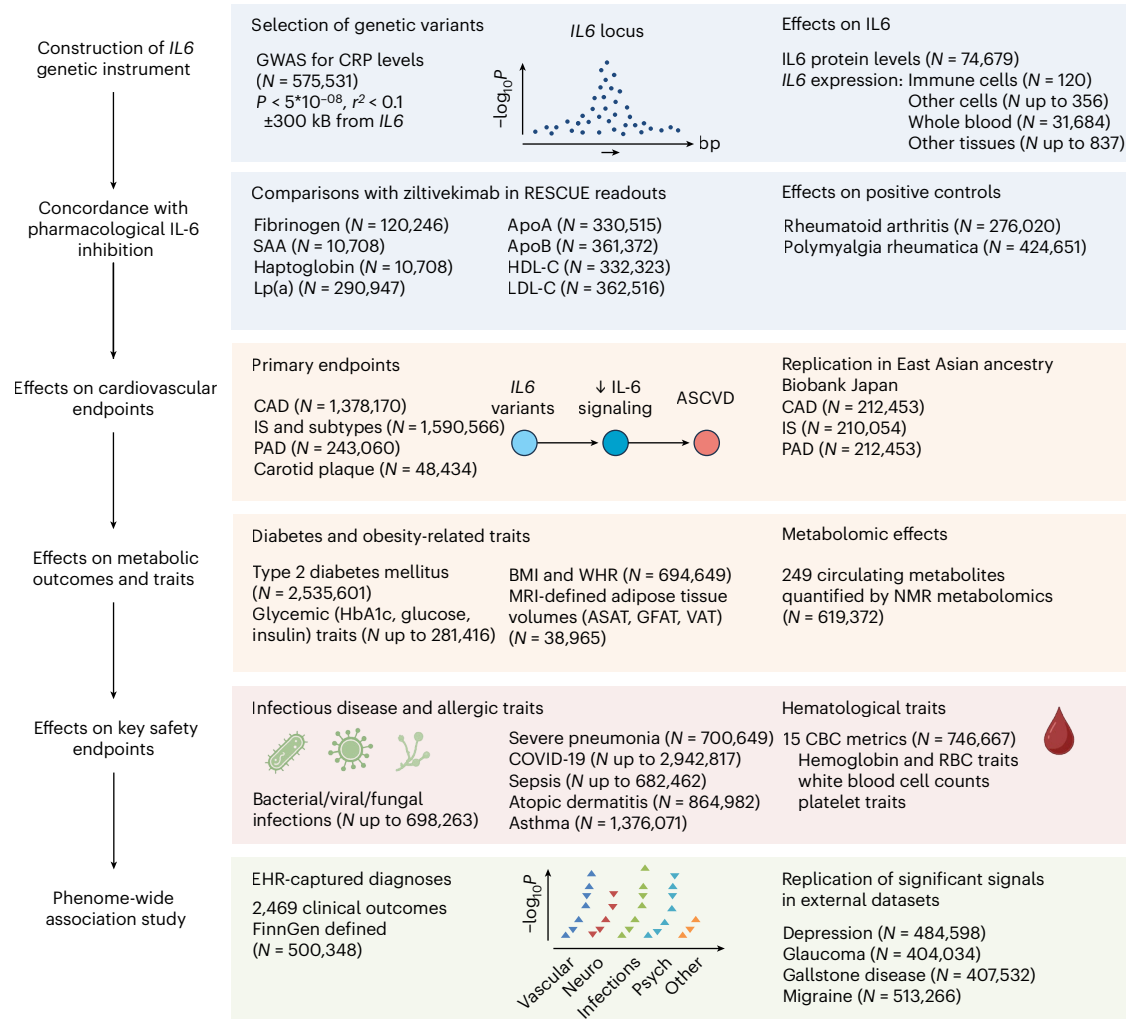 Construction of IL6
genetic instrument
Selection of genetic variants
GWAS for CRP levels
(N = 575,531)
P < 5*10⁻⁰⁸, r² < 0.1
±300 kB from IL6
IL6 locus
–log₁₀P
bp
Effects on IL6
IL6 protein levels (N = 74,679)
IL6 expression: Immune cells (N = 120)
Other cells (N up to 356)
Whole blood (N = 31,684)
Other tissues (N up to 837)
Concordance with
pharmacological IL-6
inhibition
Comparisons with ziltivekimab in RESCUE readouts
Fibrinogen (N = 120,246)
SAA (N = 10,708)
Haptoglobin (N = 10,708)
Lp(a) (N = 290,947)
ApoA (N = 330,515)
ApoB (N = 361,372)
HDL-C (N = 332,323)
LDL-C (N = 362,516)
Effects on positive controls
Rheumatoid arthritis (N = 276,020)
Polymyalgia rheumatica (N = 424,651)
Effects on cardiovascular
endpoints
Primary endpoints
CAD (N = 1,378,170)
IS and subtypes (N = 1,590,566)
PAD (N = 243,060)
Carotid plaque (N = 48,434)
IL6
variants
↓ IL-6
signaling
ASCVD
Replication in East Asian ancestry
Biobank Japan
CAD (N = 212,453)
IS (N = 210,054)
PAD (N = 212,453)
Effects on metabolic
outcomes and traits
Diabetes and obesity-related traits
Type 2 diabetes mellitus
(N = 2,535,601)
Glycemic (HbA1c, glucose,
insulin) traits (N up to 281,416)
BMI and WHR (N = 694,649)
MRI-defined adipose tissue
volumes (ASAT, GFAT, VAT)
(N = 38,965)
Metabolomic effects
249 circulating metabolites
quantified by NMR metabolomics
(N = 619,372)
Effects on key safety
endpoints
Infectious disease and allergic traits
Bacterial/viral/fungal
infections (N up to 698,263)
Severe pneumonia (N = 700,649)
COVID-19 (N up to 2,942,817)
Sepsis (N up to 682,462)
Atopic dermatitis (N = 864,982)
Asthma (N = 1,376,071)
Hematological traits
15 CBC metrics (N = 746,667)
Hemoglobin and RBC traits
white blood cell counts
platelet traits
Phenome-wide
association study
EHR-captured diagnoses
2,469 clinical outcomes
FinnGen defined
(N = 500,348)
–log₁₀P
Vascular
Neuro
Infections
Psych
Other
Replication of significant signals
in external datasets
Depression (N = 484,598)
Glaucoma (N = 404,034)
Gallstone disease (N = 407,532)
Migraine (N = 513,266)